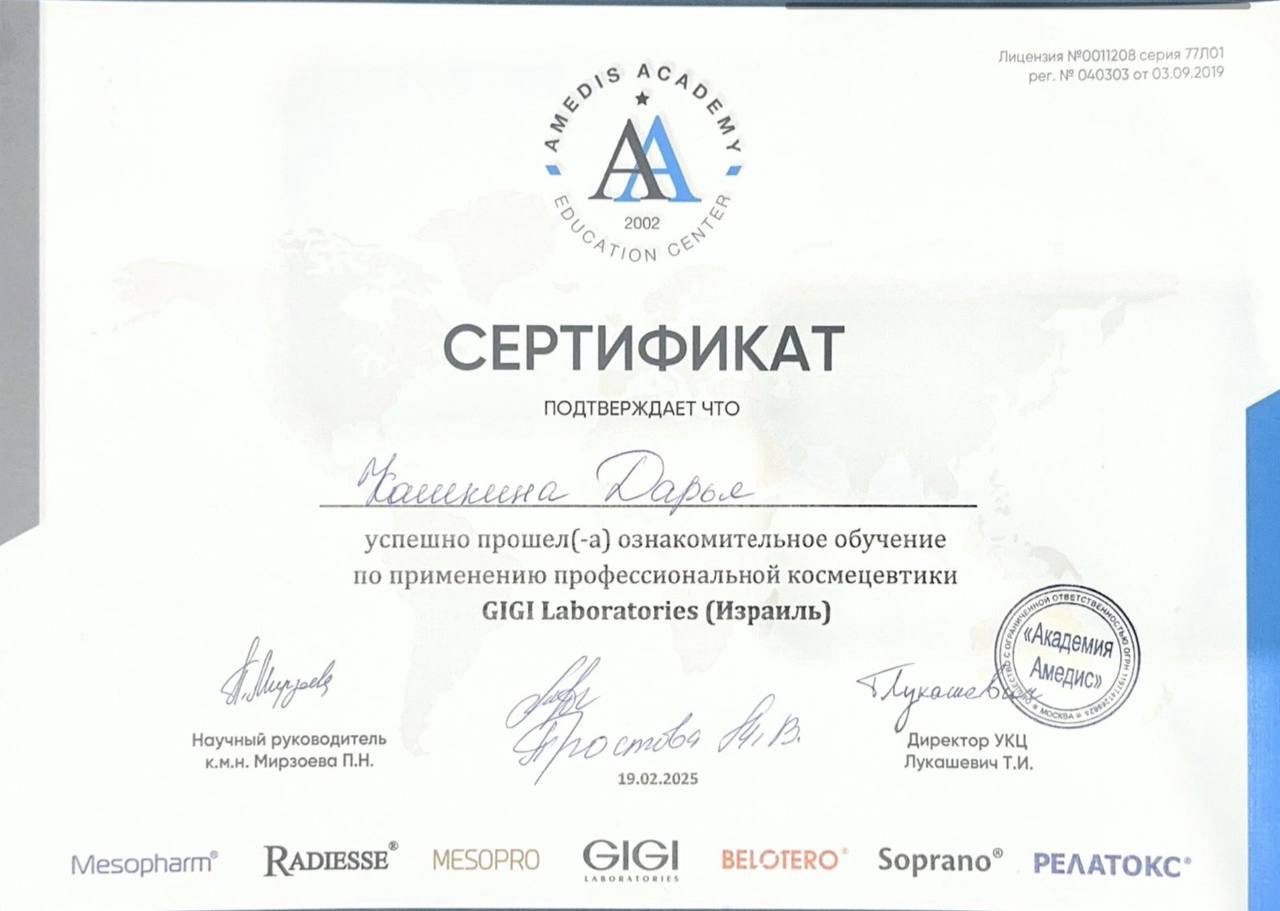 Лицензия №0011208 серия 77Л01
рег. № 040303 от 03.09.2019
AMEDIS ACADEMY
AA
2002
EDUCATION CENTER
СЕРТИФИКАТ
ПОДТВЕРЖДАЕТ ЧТО
Кашкина Дарья
успешно прошел(-а) ознакомительное обучение
по применению профессиональной космецевтики
GIGI Laboratories (Израиль)
ОБЩЕСТВО С ОГРАНИЧЕННОЙ ОТВЕТСТВЕННОСТЬЮ ОГРН
«Академия
Амедис»
МОСКВА
П.Мирзоева
ТЛукашевич
Научный руководитель
к.м.н. Мирзоева П.Н.
Простова В.
Директор УКЦ
Лукашевич Т.И.
19.02.2025
Mesopharm® RADIESSE® MESOPRO GIGI BELOTERO® Soprano® РЕЛАТОКС®
LABORATORIES